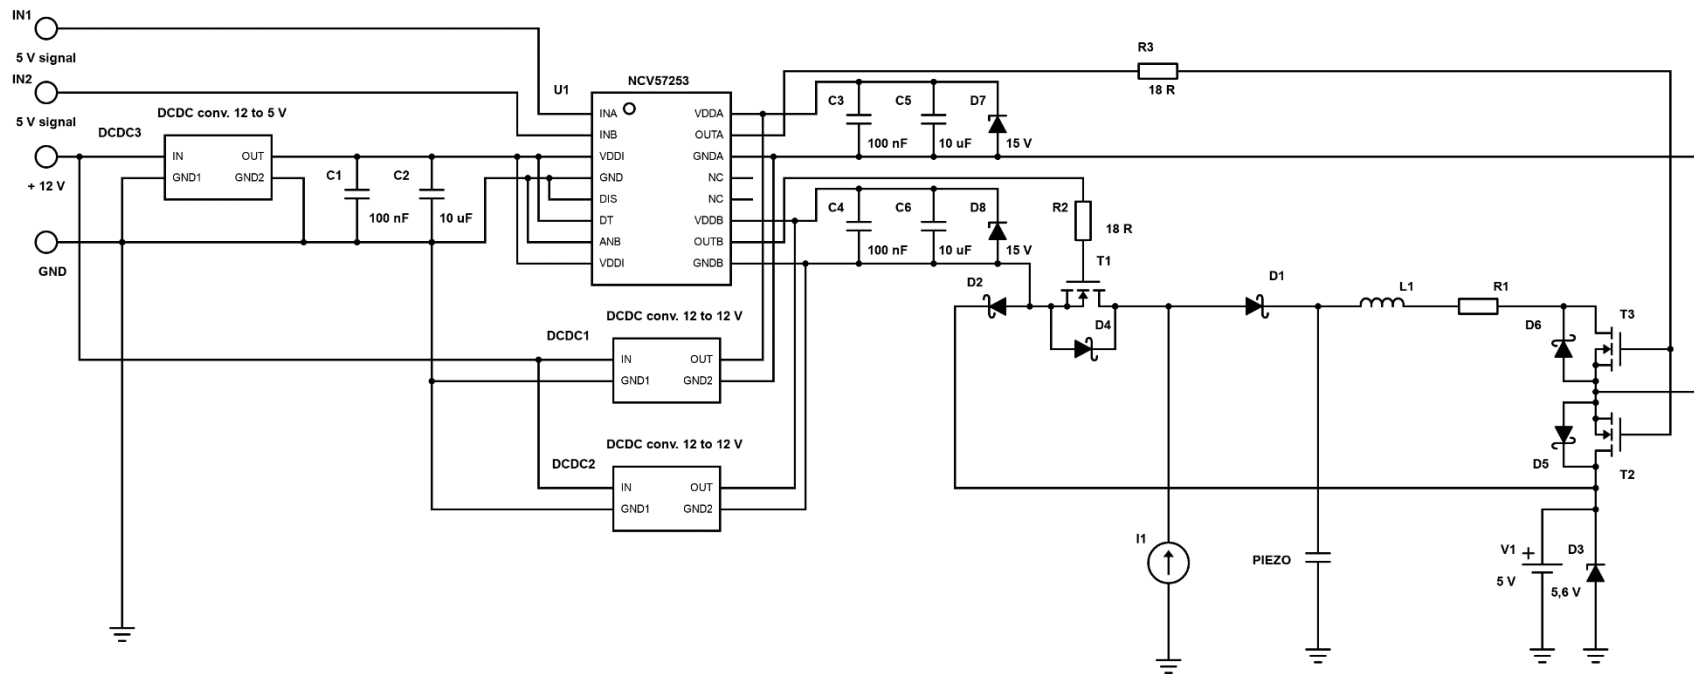 IN1
5 V signal
IN2
5 V signal
+ 12 V
GND
DCDC conv. 12 to 5 V
DCDC3
IN OUT
GND1 GND2
C1
100 nF
C2
10 uF
U1
NCV57253
INA VDDA
INB OUTA
VDDI GNDA
GND NC
DIS NC
DT VDDB
ANB OUTB
VDDI GNDB
C3
100 nF
C5
10 uF
D7
15 V
C4
100 nF
C6
10 uF
D8
15 V
R3
18 R
R2
18 R
T1
D2
D4
D1
L1
R1
D6
T3
D5
T2
DCDC conv. 12 to 12 V
DCDC1
IN OUT
GND1 GND2
DCDC conv. 12 to 12 V
DCDC2
IN OUT
GND1 GND2
I1
PIEZO
V1
+
5 V
D3
5,6 V